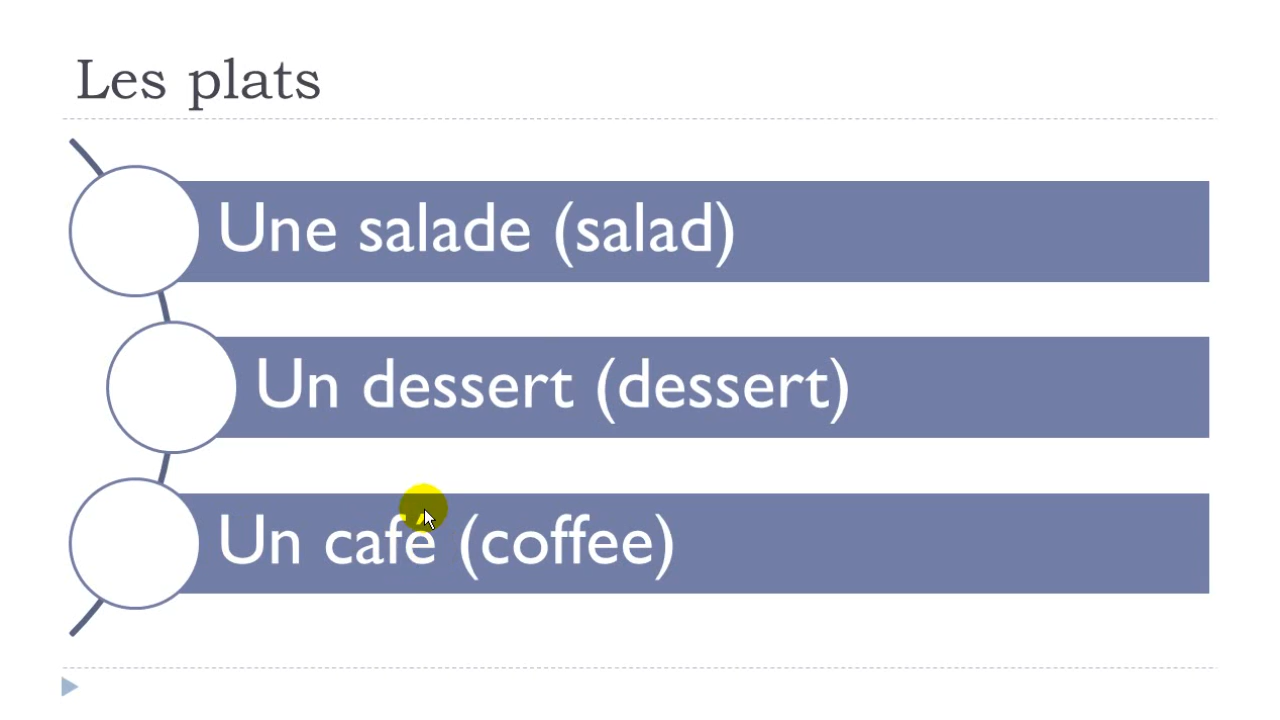 Les plats
Une salade (salad)
Un dessert (dessert)
Un café (coffee)